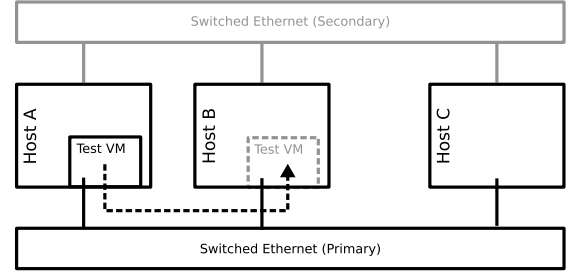 Switched Ethernet (Secondary)
Host A
Test VM
Host B
Test VM
Host C
Switched Ethernet (Primary)